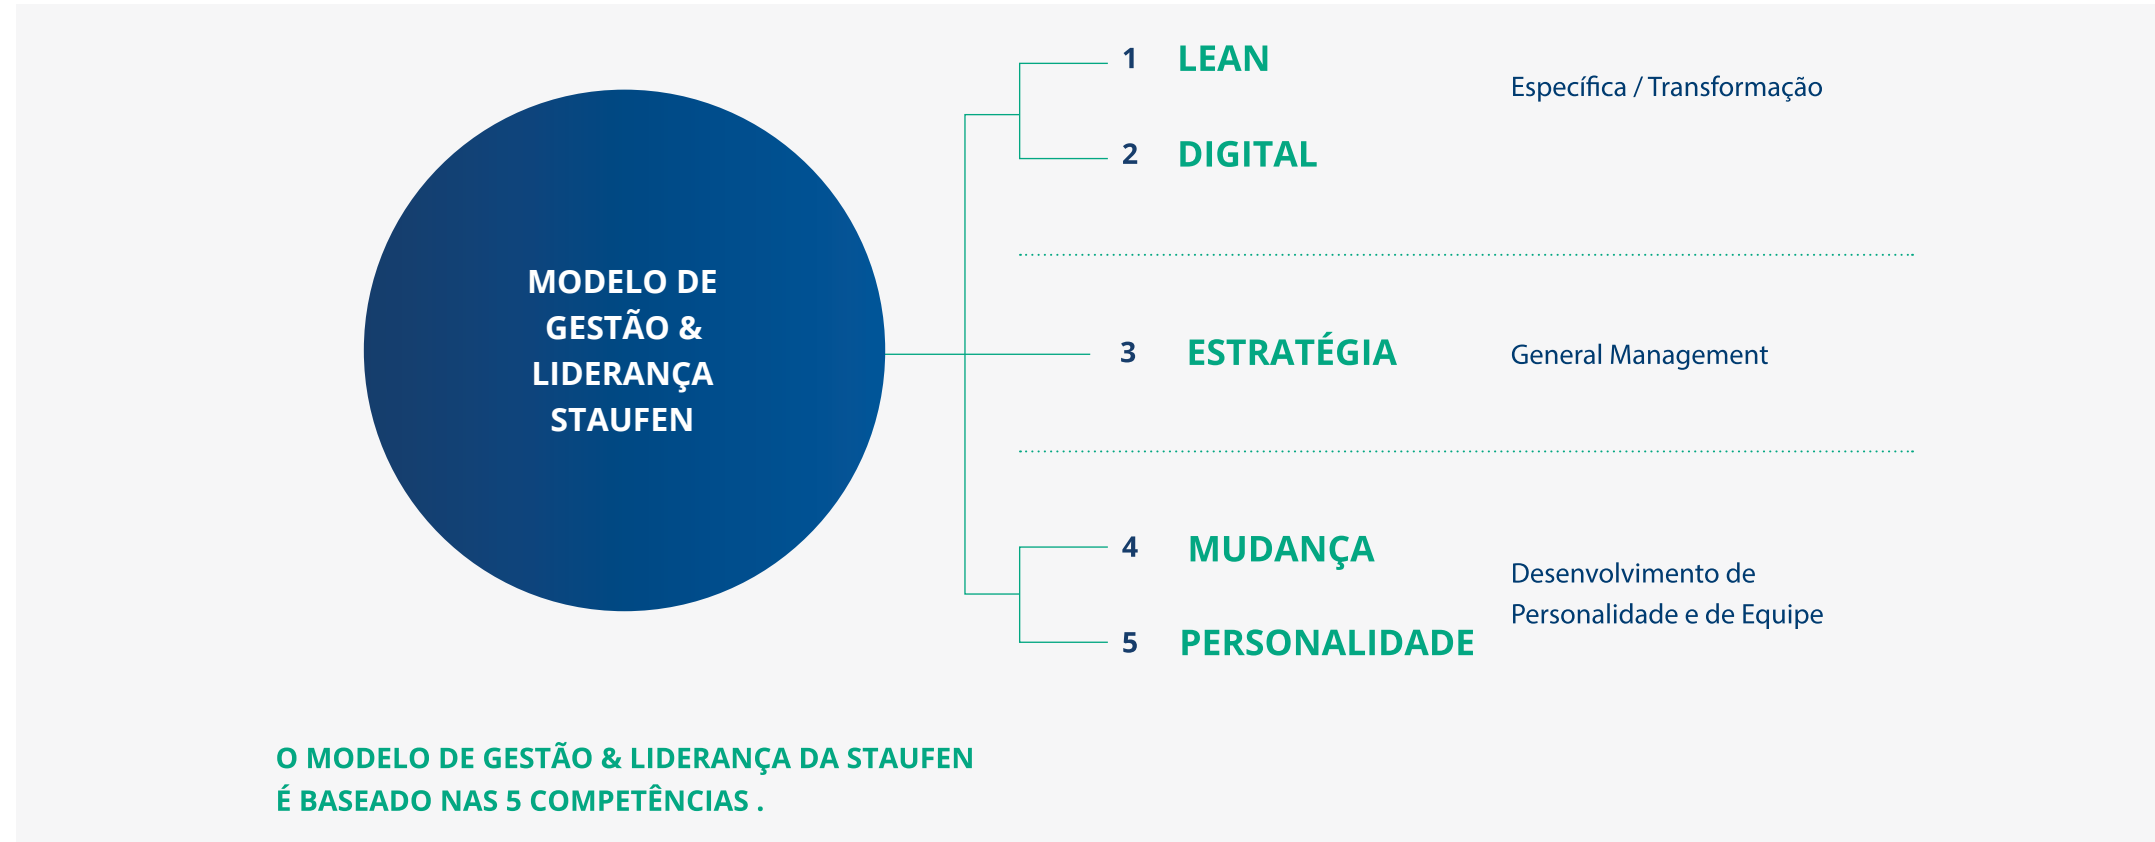 MODELO DE
GESTÃO &
LIDERANÇA
STAUFEN
1 LEAN
2 DIGITAL
Específica / Transformação
3 ESTRATÉGIA
General Management
4 MUDANÇA
5 PERSONALIDADE
Desenvolvimento de
Personalidade e de Equipe
O MODELO DE GESTÃO & LIDERANÇA DA STAUFEN
É BASEADO NAS 5 COMPETÊNCIAS .